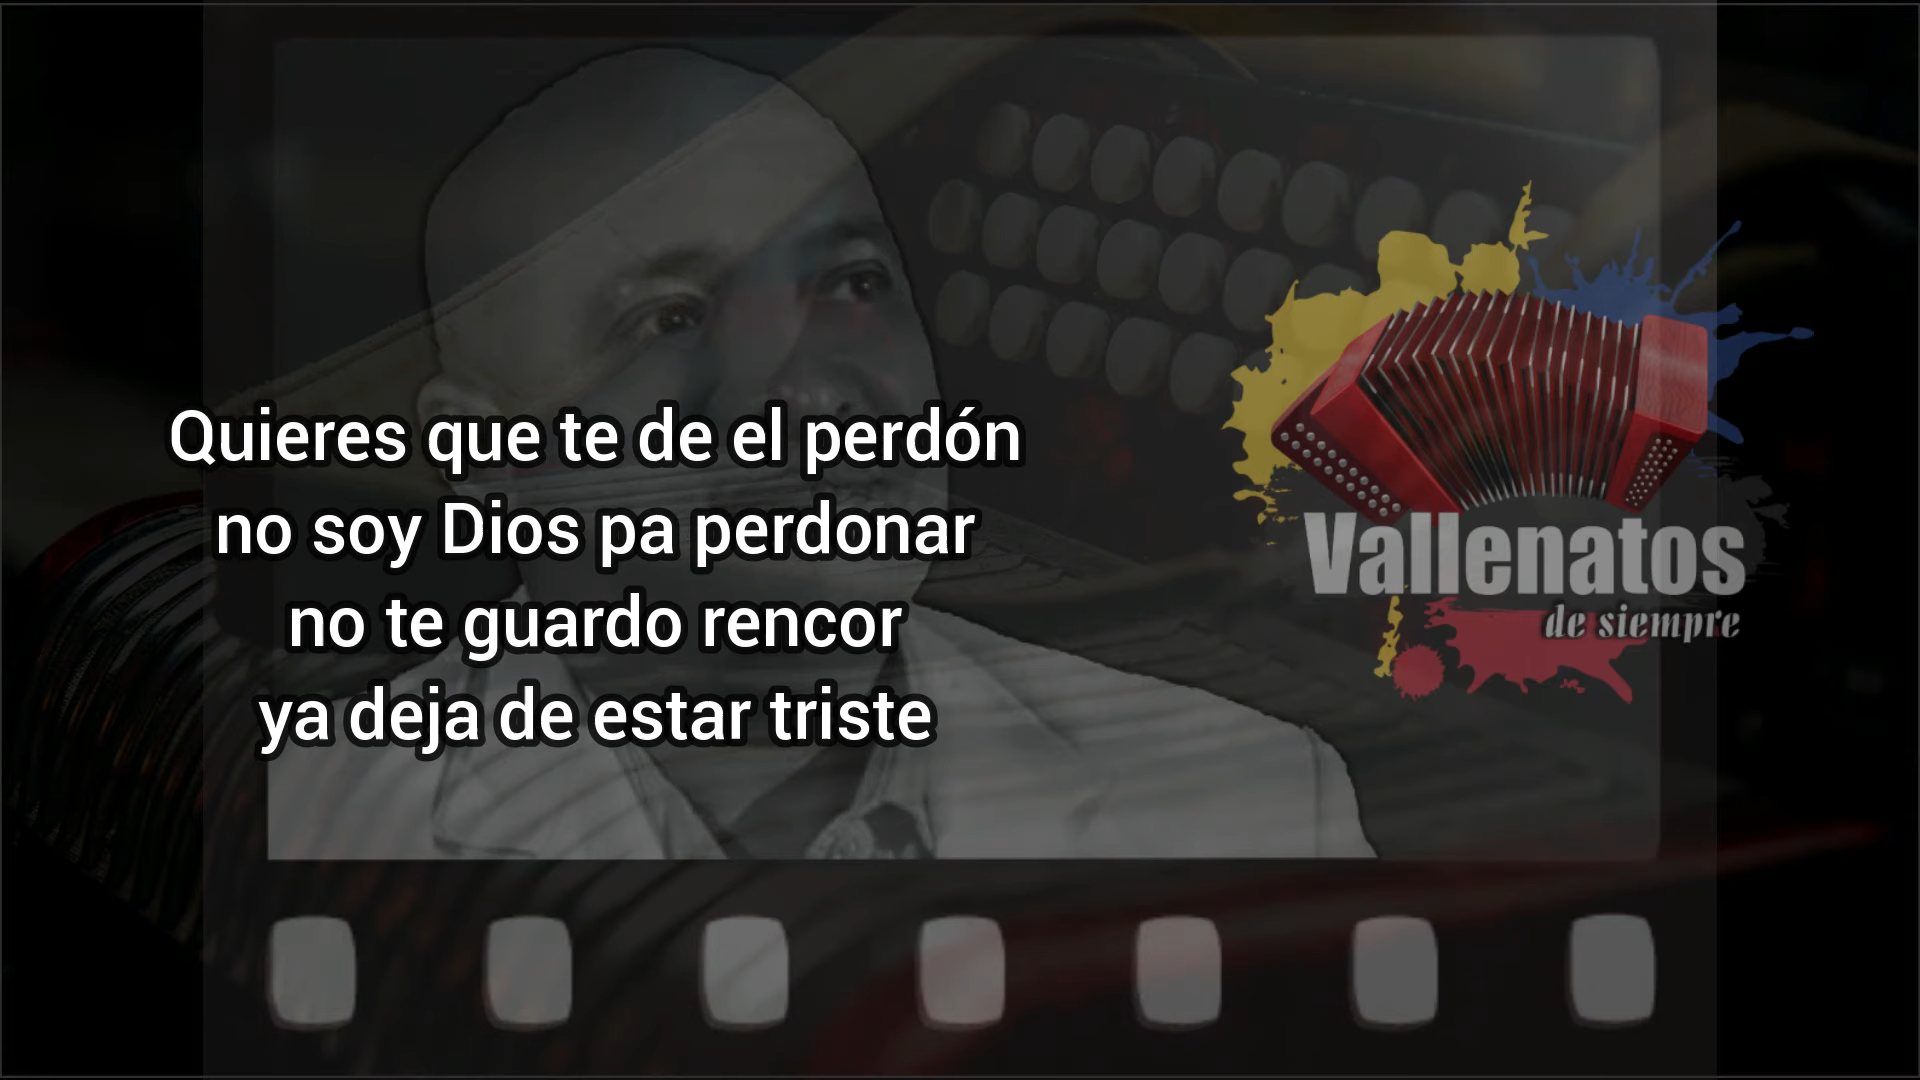 Quieres que te de el perdón
no soy Dios pa perdonar
no te guardo rencor
ya deja de estar triste
Vallenatos
de siempre